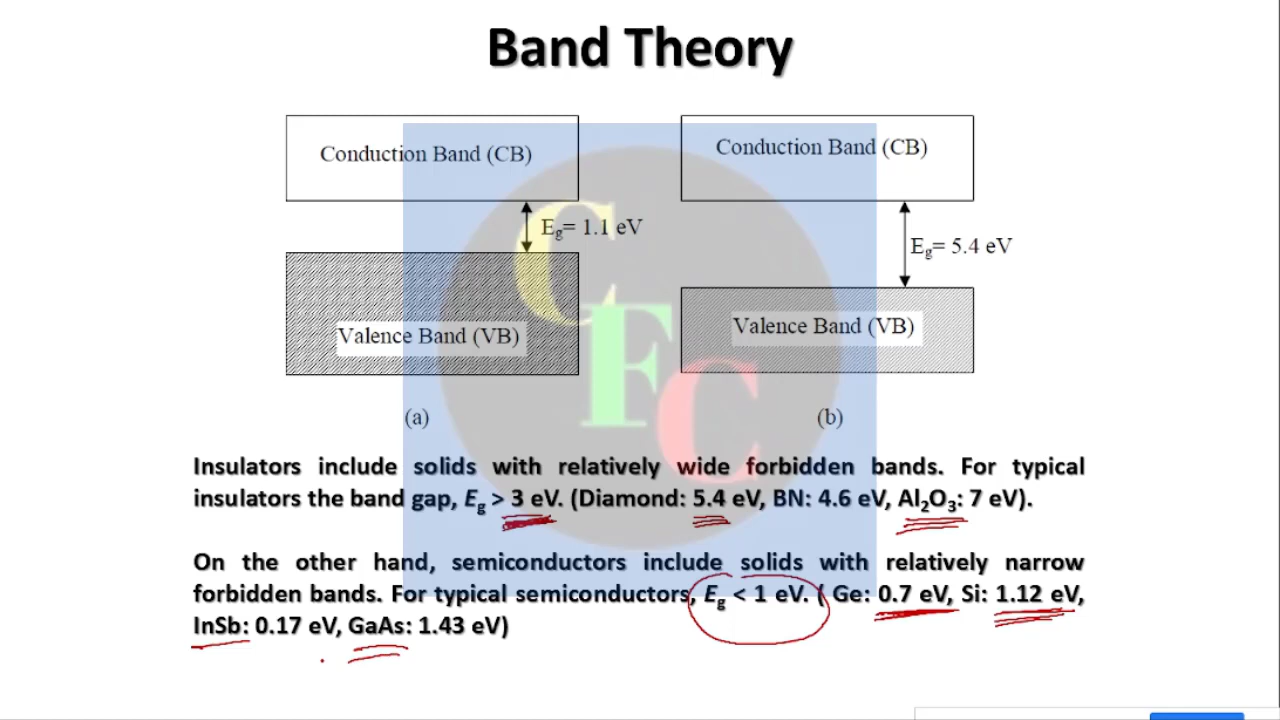 Band Theory
Conduction Band (CB)
Conduction Band (CB)
Eg= 1.1 eV
Eg= 5.4 eV
Valence Band (VB)
Valence Band (VB)
(a)
(b)
C
F
C
Insulators include solids with relatively wide forbidden bands. For typical
insulators the band gap, Eg > 3 eV. (Diamond: 5.4 eV, BN: 4.6 eV, Al2O3: 7 eV).
On the other hand, semiconductors include solids with relatively narrow
forbidden bands. For typical semiconductors, Eg < 1 eV. ( Ge: 0.7 eV, Si: 1.12 eV,
InSb: 0.17 eV, GaAs: 1.43 eV)